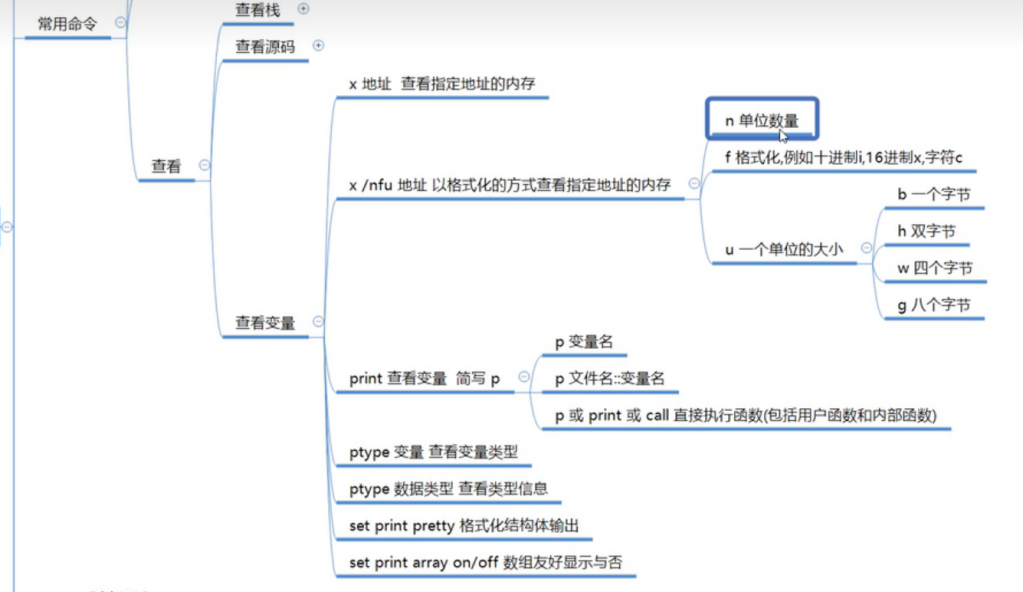 常用命令
查看
查看栈
查看源码
查看变量
x 地址 查看指定地址的内存
x /nfu 地址 以格式化的方式查看指定地址的内存
n 单位数量
f 格式化,例如十进制i,16进制x,字符c
u 一个单位的大小
b 一个字节
h 双字节
w 四个字节
g 八个字节
print 查看变量 简写 p
p 变量名
p 文件名::变量名
p 或 print 或 call 直接执行函数(包括用户函数和内部函数)
ptype 变量 查看变量类型
ptype 数据类型 查看类型信息
set print pretty 格式化结构体输出
set print array on/off 数组友好显示与否